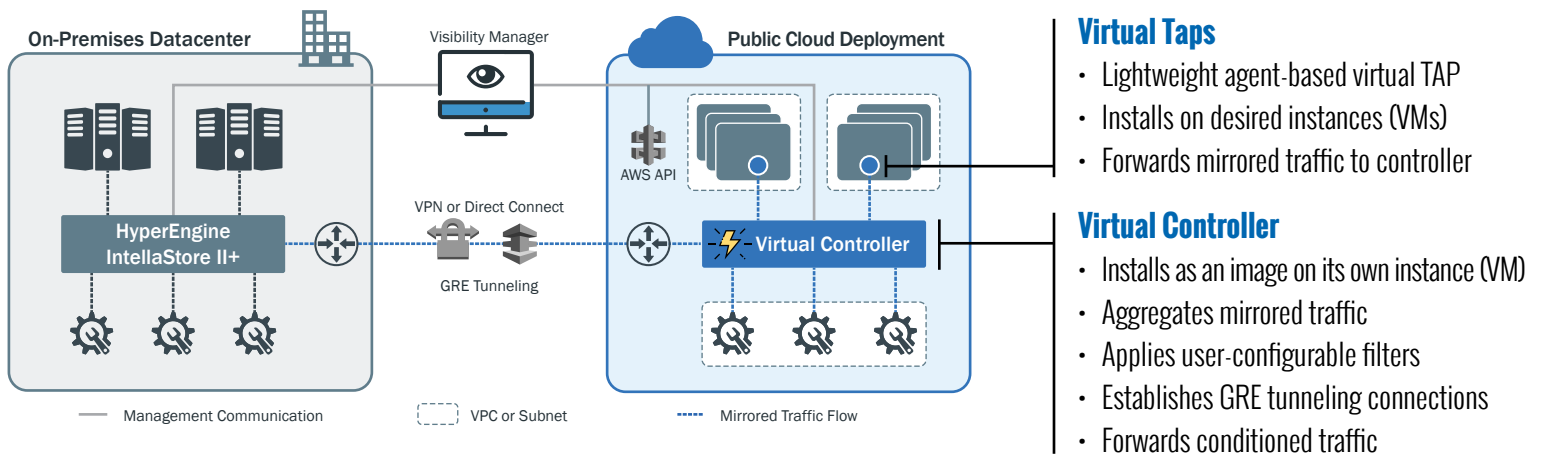 On-Premises Datacenter
Visibility Manager
Public Cloud Deployment
AWS API
VPN or Direct Connect
HyperEngine
IntellaStore II+
Virtual Controller
GRE Tunneling
Management Communication
VPC or Subnet
Mirrored Traffic Flow
Virtual Taps
• Lightweight agent-based virtual TAP
• Installs on desired instances (VMs)
• Forwards mirrored traffic to controller
Virtual Controller
• Installs as an image on its own instance (VM)
• Aggregates mirrored traffic
• Applies user-configurable filters
• Establishes GRE tunneling connections
• Forwards conditioned traffic